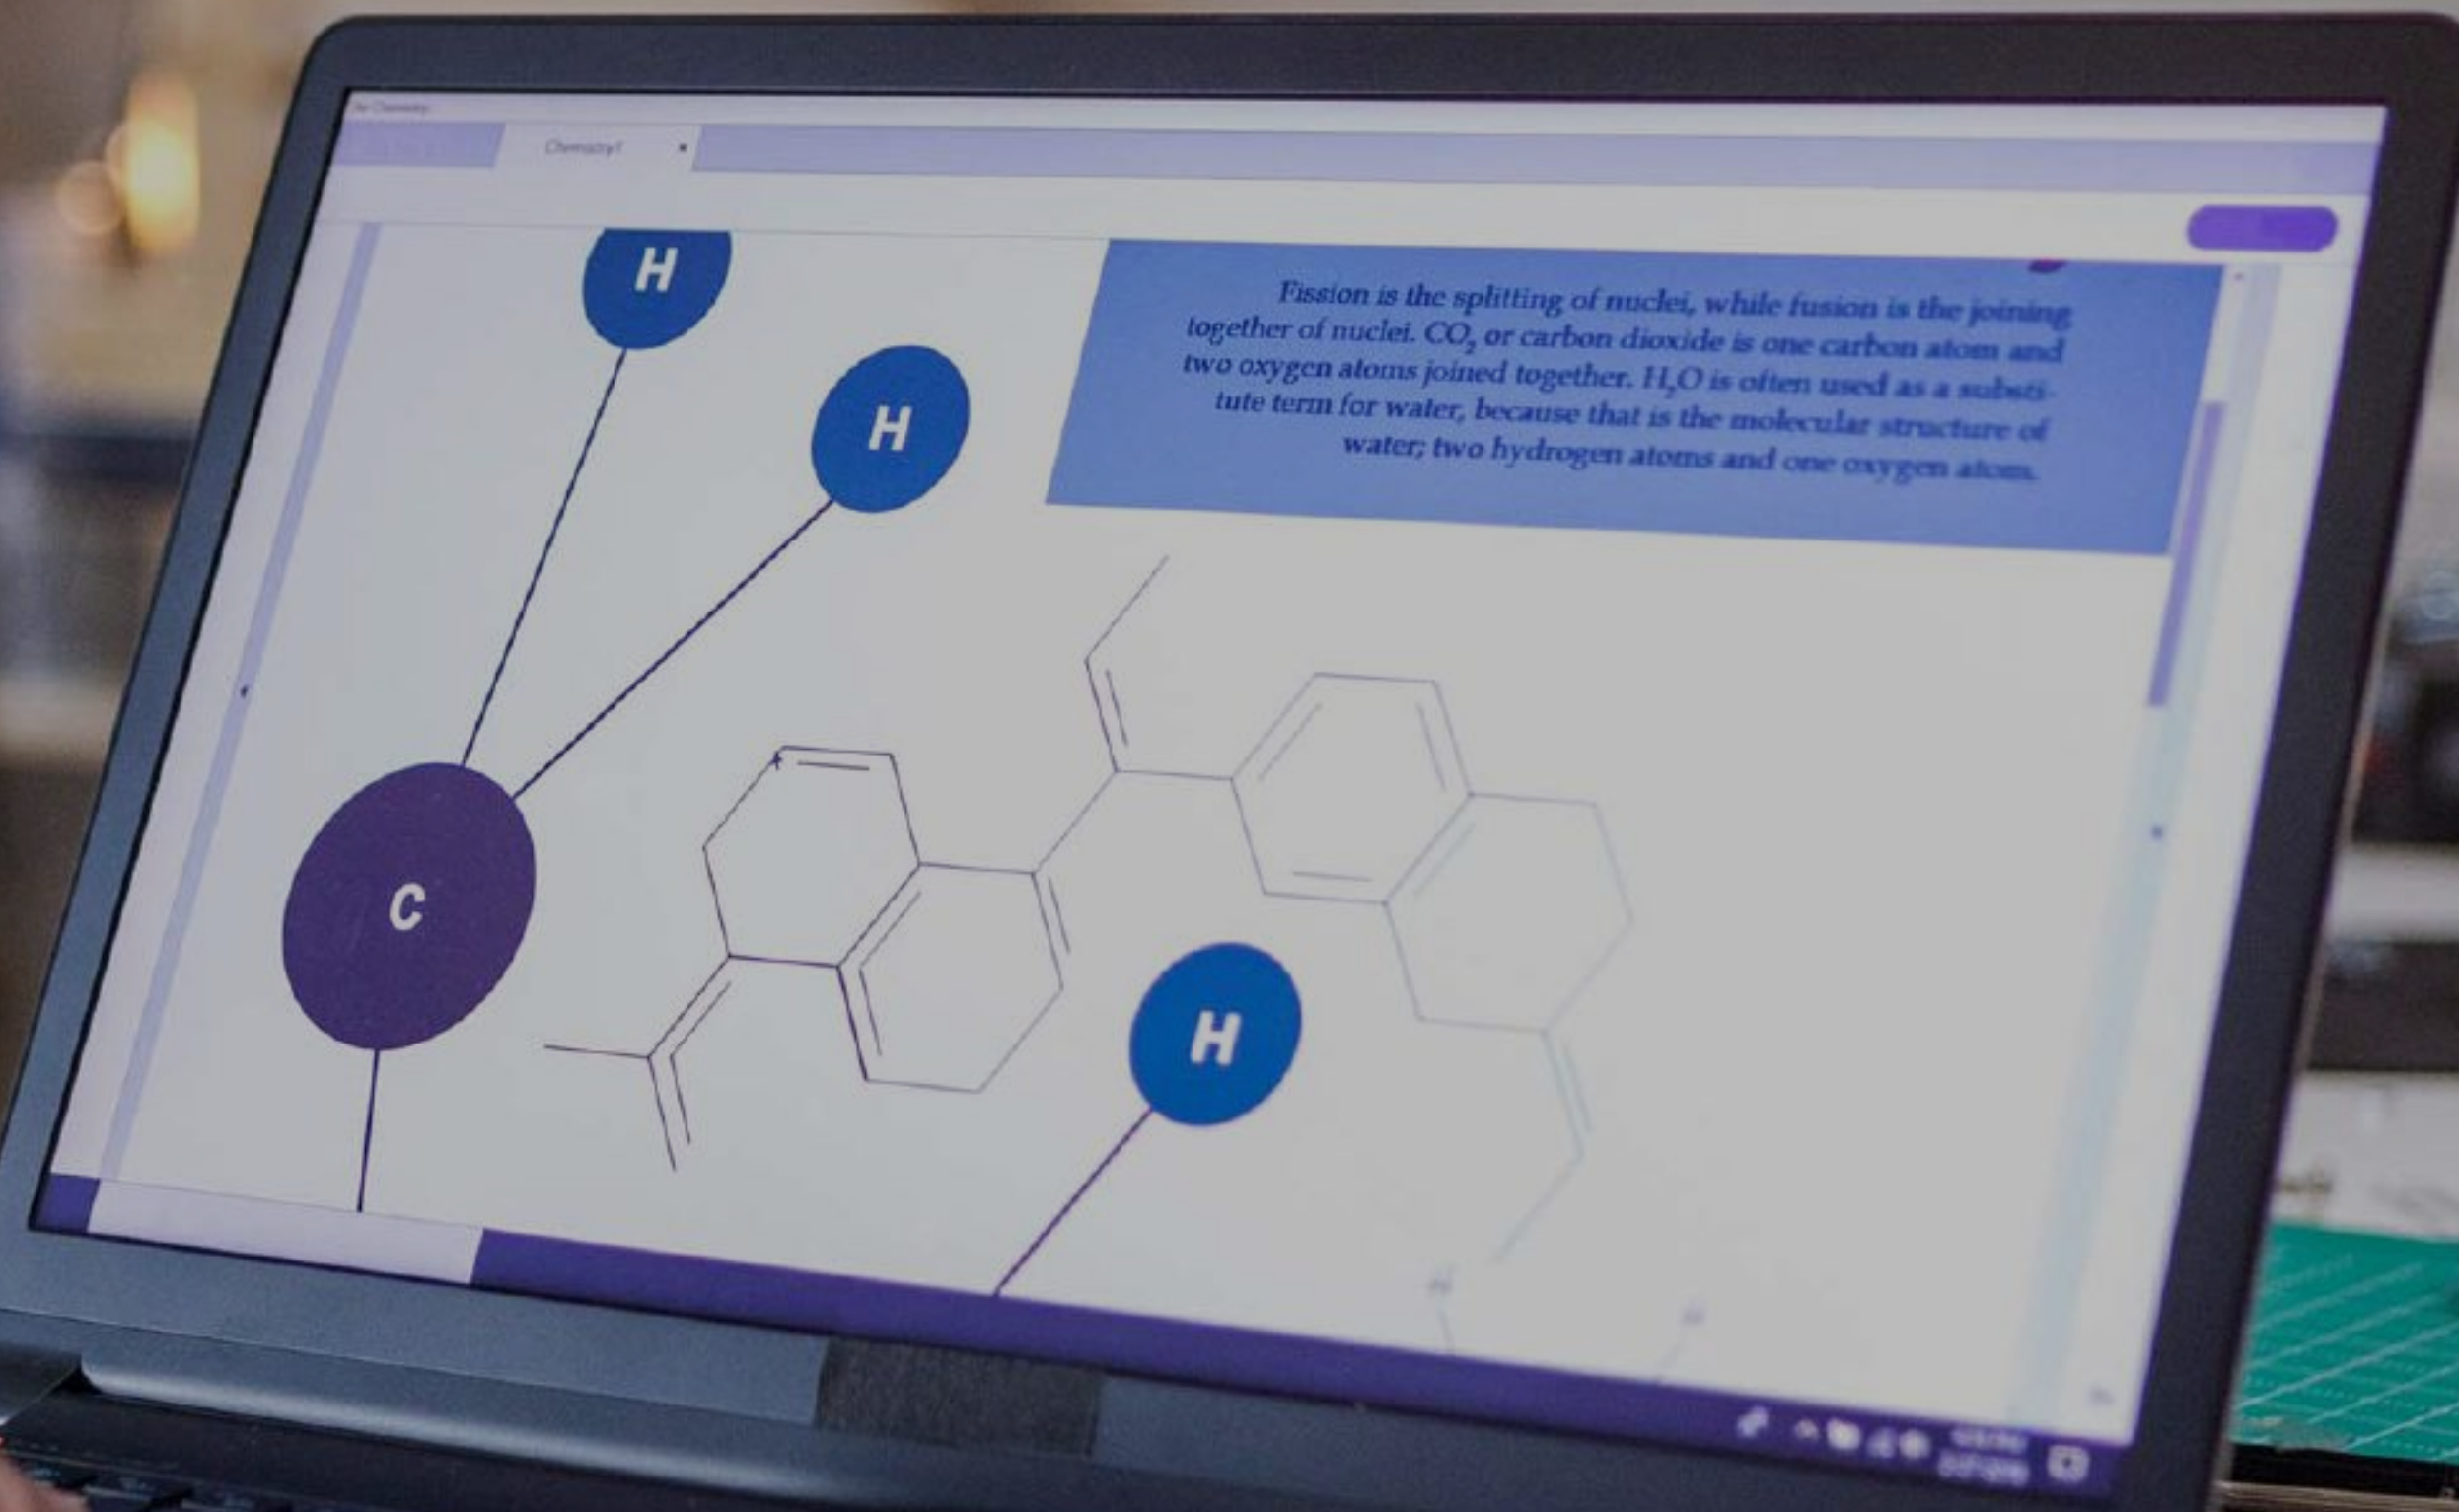 Chemistry1
H
H
Fission is the splitting of nuclei, while fusion is the joining
together of nuclei. CO₂ or carbon dioxide is one carbon atom and
two oxygen atoms joined together. H₂O is often used as a substi-
tute term for water, because that is the molecular structure of
water; two hydrogen atoms and one oxygen atom.
C
H
H
H